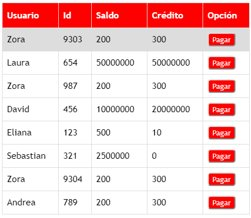 Usuario Id Saldo Crédito Opción
Zora 9303 200 300 Pagar
Laura 654 50000000 50000000 Pagar
Zora 987 200 300 Pagar
David 456 10000000 20000000 Pagar
Eliana 123 500 10 Pagar
Sebastian 321 2500000 0 Pagar
Zora 9304 200 300 Pagar
Andrea 789 200 300 Pagar